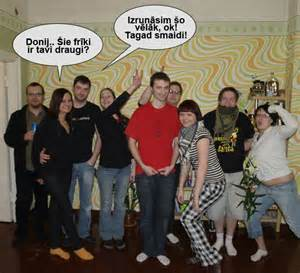 Donij.. Šie frīki
ir tavi draugi?
Izrunāsim šo
vēlāk, ok!
Tagad smaidi!